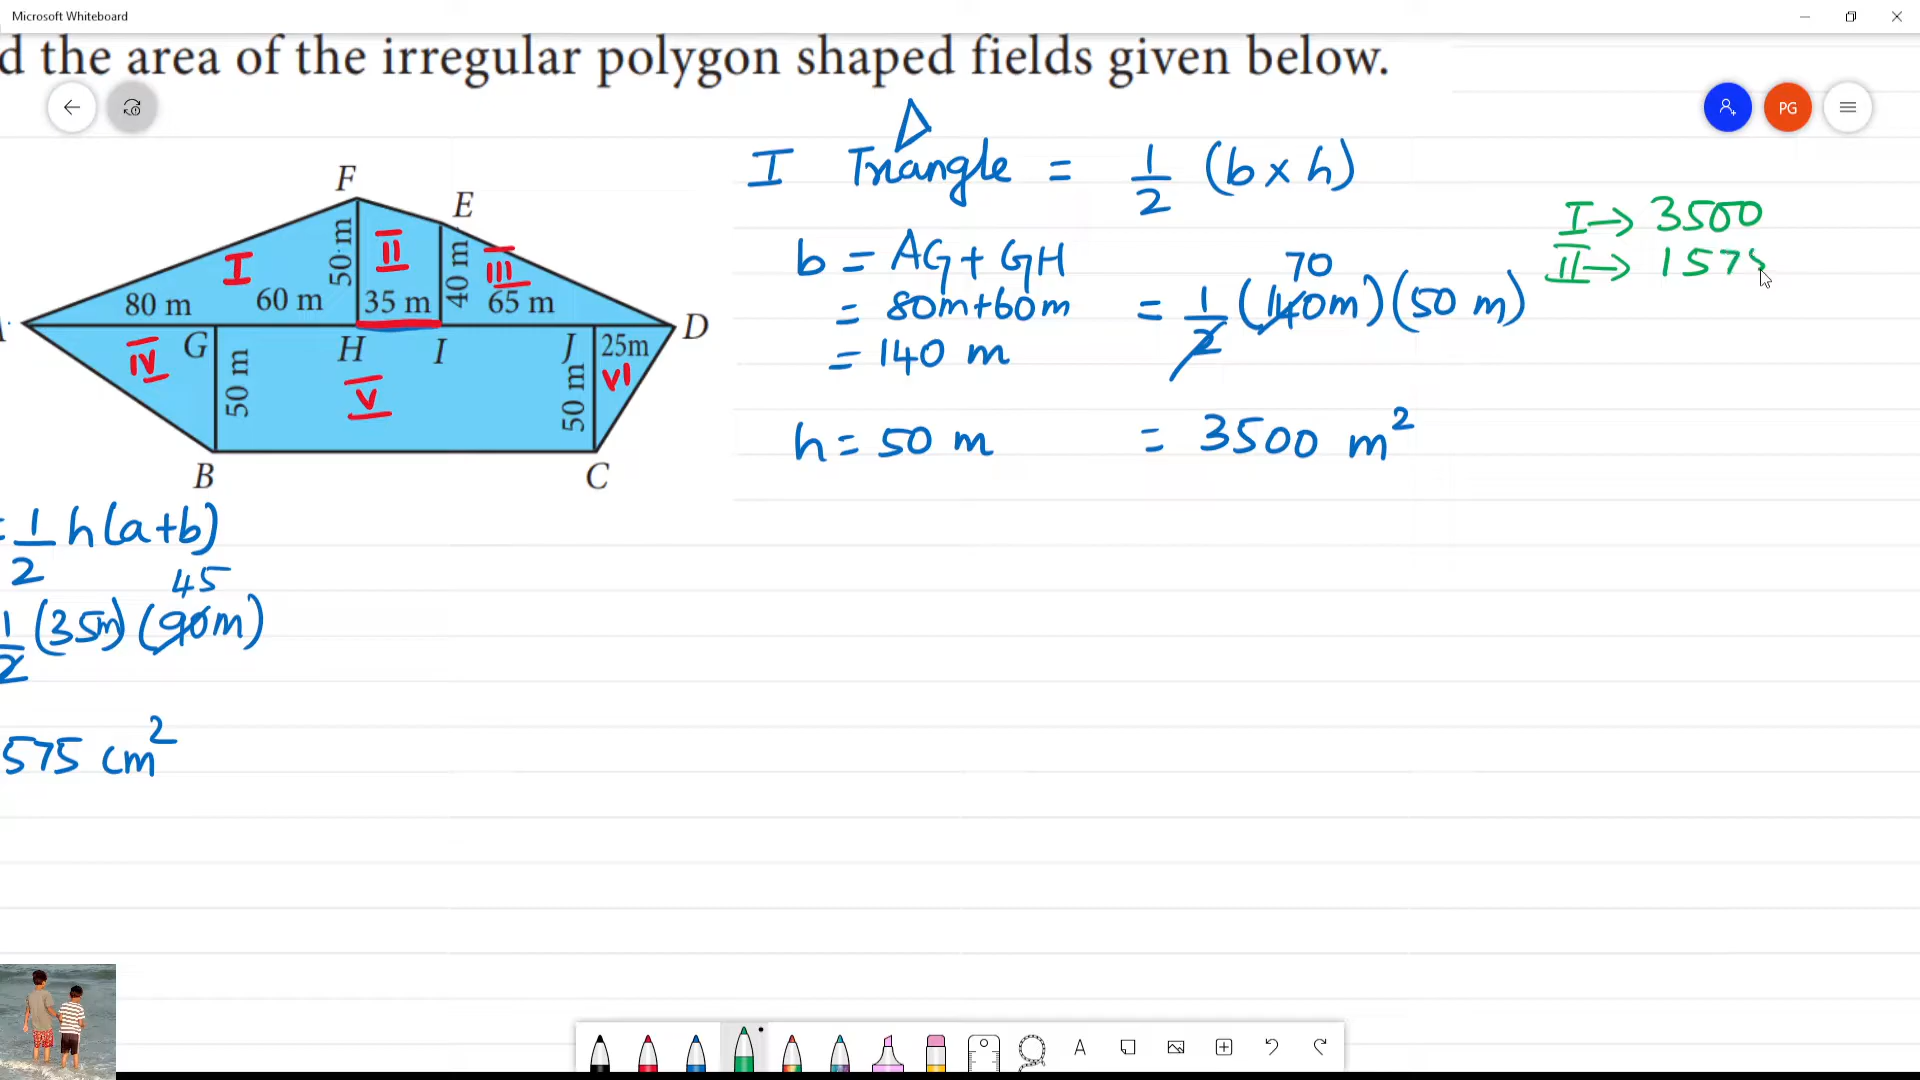 Microsoft Whiteboard
d the area of the irregular polygon shaped fields given below.
PG
I Triangle = 1/2 (b x h)
b = AG + GH
= 80m+60m
= 140 m
h = 50 m
70
= 1/2 (140m)(50 m)
= 3500 m²
I → 3500
II → 157
F
E
50 m
II
I
40 m
III
80 m
60 m
35 m
65 m
A
D
IV
G
H
I
J
25m
50 m
V
50 m
VI
B
C
= 1/2 h(a+b)
45
1/2 (35m) (90m)
575 cm²
A